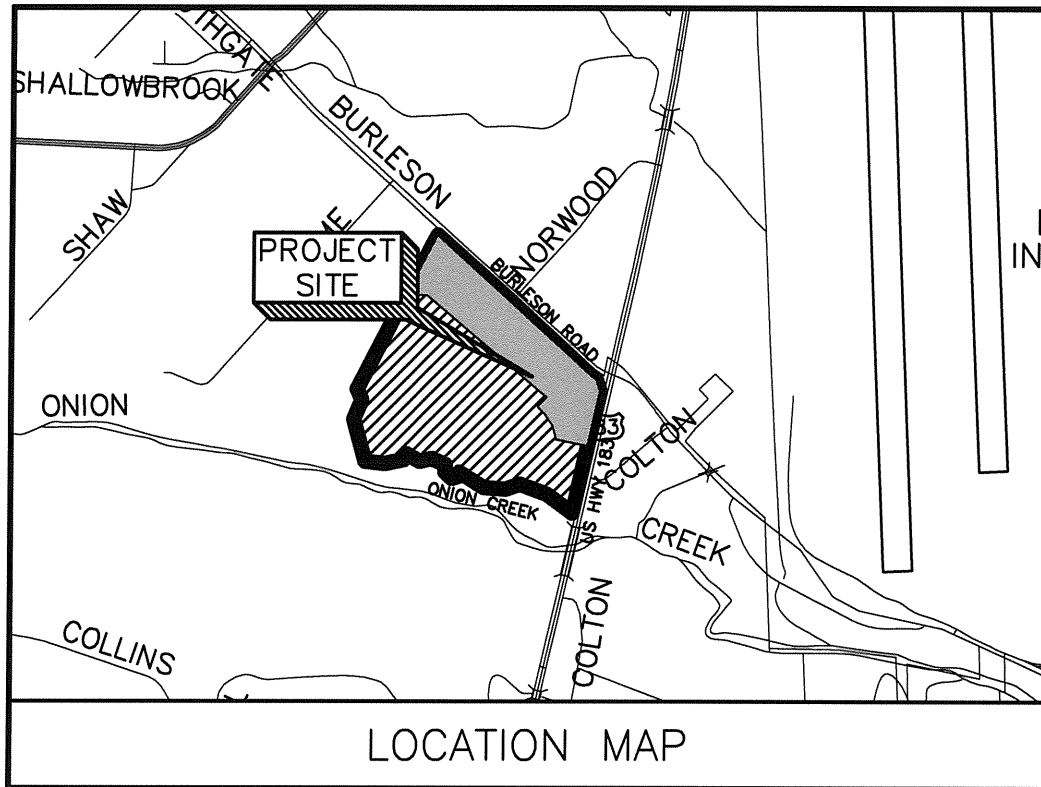 SHALLOWBROOK
BURLESON
SHAW
NORWOOD
PROJECT
SITE
BURLESON ROAD
ONION
83
US HWY 183
COLTON
ONION CREEK
CREEK
COLLINS
COLTON
LOCATION MAP